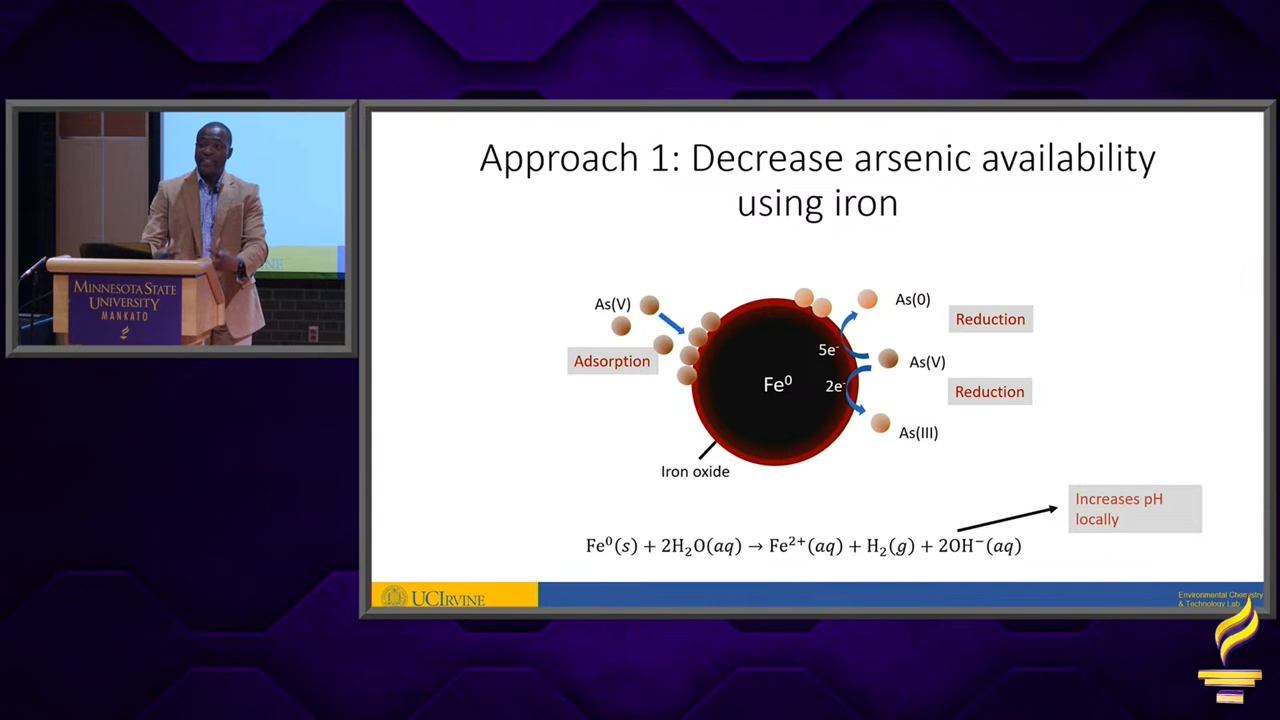 MINNESOTA STATE
UNIVERSITY
MANKATO
Approach 1: Decrease arsenic availability
using iron
As(V)
Adsorption
Fe⁰
5e⁻
2e⁻
As(0)
Reduction
As(V)
Reduction
As(III)
Iron oxide
Increases pH
locally
Fe⁰(s) + 2H₂O(aq) → Fe²⁺(aq) + H₂(g) + 2OH⁻(aq)
UCIRVINE
Environmental Chemistry
& Technology Lab